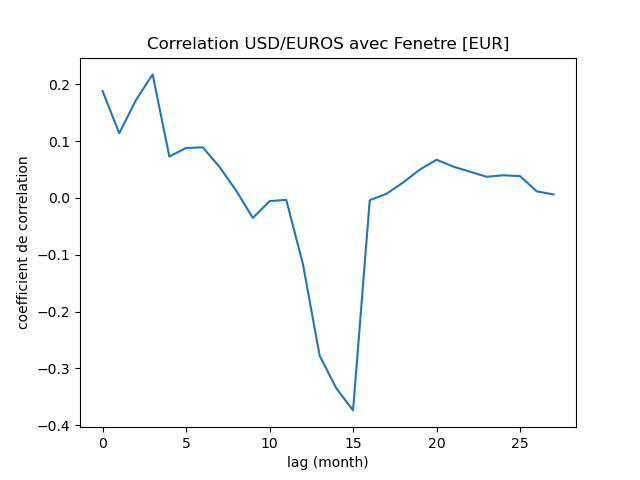 Correlation USD/EUROS avec Fenetre [EUR]
coefficient de correlation
0.2
0.1
0.0
−0.1
−0.2
−0.3
−0.4
0 5 10 15 20 25
lag (month)